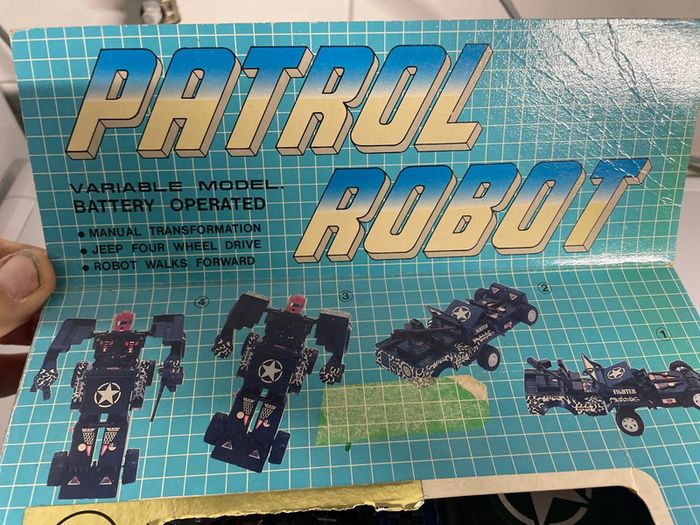 PATROL
ROBOT
VARIABLE MODEL.
BATTERY OPERATED
• MANUAL TRANSFORMATION
• JEEP FOUR WHEEL DRIVE
• ROBOT WALKS FORWARD
④ ③ ② ①
FIGHTER
FIGHTER